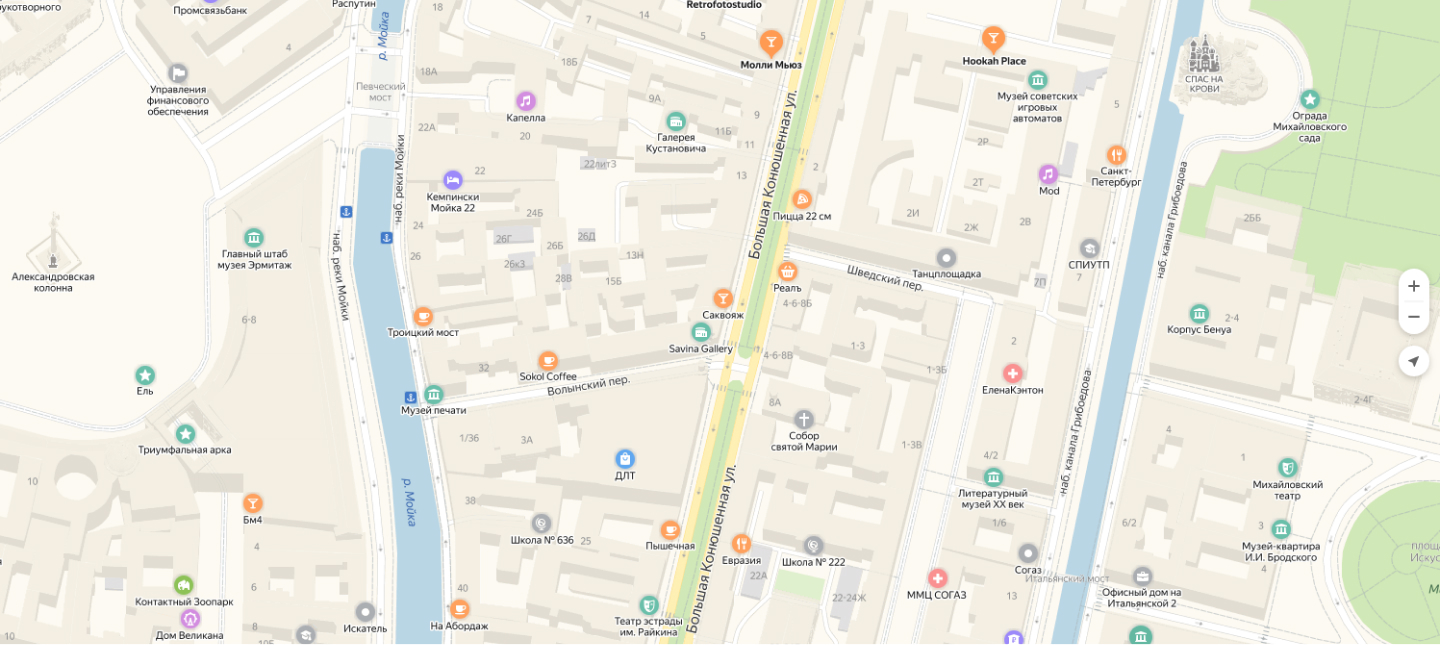 укотворного
Промсвязьбанк
Распутин
р. Мойка
Retrofotostudio
7
5
4
Молли Мьюз
Hookah Place
СПАС НА
КРОВИ
Управления
финансового
обеспечения
Певческий
мост
18А
18Б
9А
9
11Б
11
13
Капелла
Галерея
Кустановича
Музей советских
игровых
автоматов
5
Ограда
Михайловского
сада
22А
22
22лит3
2
2Р
2Т
Санкт-
Петербург
Mod
Кемпински
Мойка 22
наб. реки Мойки
Большая Конюшенная ул.
Пицца 22 см
наб. канала Грибоедова
24
24Б
26
26Г
26Б
26Д
26к3
28В
13Н
15Б
2И
2Ж
2В
2ББ
Главный штаб
музея Эрмитаж
наб. реки Мойки
Александровская
колонна
Шведский пер.
Танцплощадка
СПИУТП
7
7П
Реалъ
4-6-8Б
Саквояж
6-8
Троицкий мост
Savina Gallery
4-6-8В
1-3
2
2-4
Корпус Бенуа
32
Sokol Coffee
Волынский пер.
1-3Б
ЕленаКэнтон
Ель
Музей печати
8А
наб. канала Грибоедова
2-4Г
Триумфальная арка
1/36
3А
Собор
святой Марии
1-3В
4/2
4
1
10
ДЛТ
р. Мойка
Большая Конюшенная ул.
Литературный
музей XX век
Михайловский
театр
Бм4
38
Школа № 636
25
Пышечная
Евразия
Школа № 222
1/6
6/2
3
Музей-квартира
И.И. Бродского
площа
Искус
4
22А
Согаз
Итальянский мост
6
Контактный Зоопарк
40
22-24Ж
ММЦ СОГАЗ
13
Офисный дом на
Итальянской 2
4
8
Дом Великана
Искатель
На Абордаж
Театр эстрады
им. Райкина
10